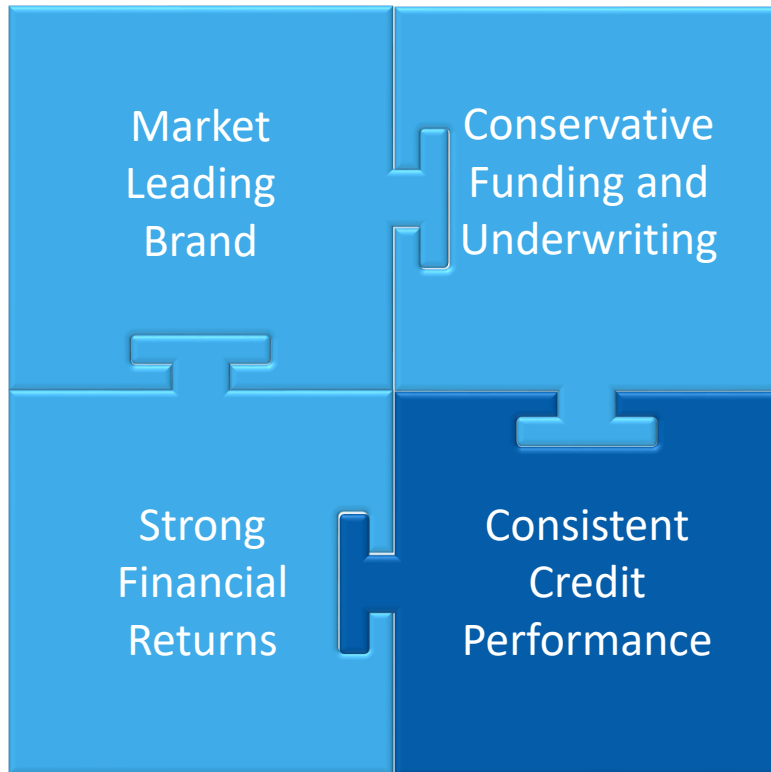 Market
Leading
Brand
Conservative
Funding and
Underwriting
Strong
Financial
Returns
Consistent
Credit
Performance